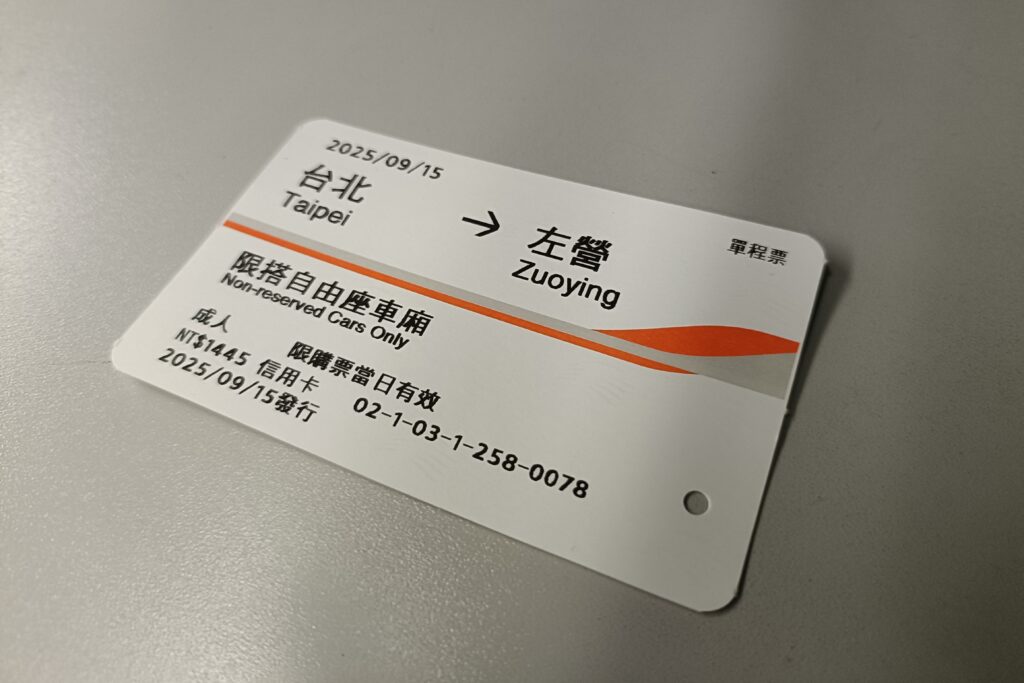 2025/09/15
台北 → 左營
Taipei Zuoying
單程票
限搭自由座車廂
Non-reserved Cars Only
成人 限購票當日有效
NT$1445 信用卡
2025/09/15發行 02-1-03-1-258-0078